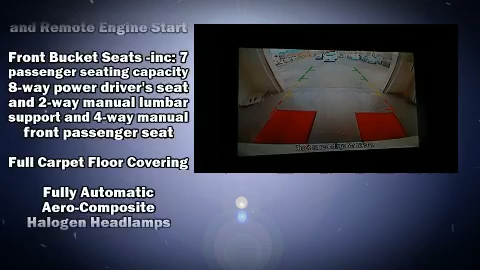 and Remote Engine Start
Front Bucket Seats -inc: 7
passenger seating capacity
8-way power driver's seat
and 2-way manual lumbar
support and 4-way manual
front passenger seat
Full Carpet Floor Covering
Fully Automatic
Aero-Composite
Halogen Headlamps